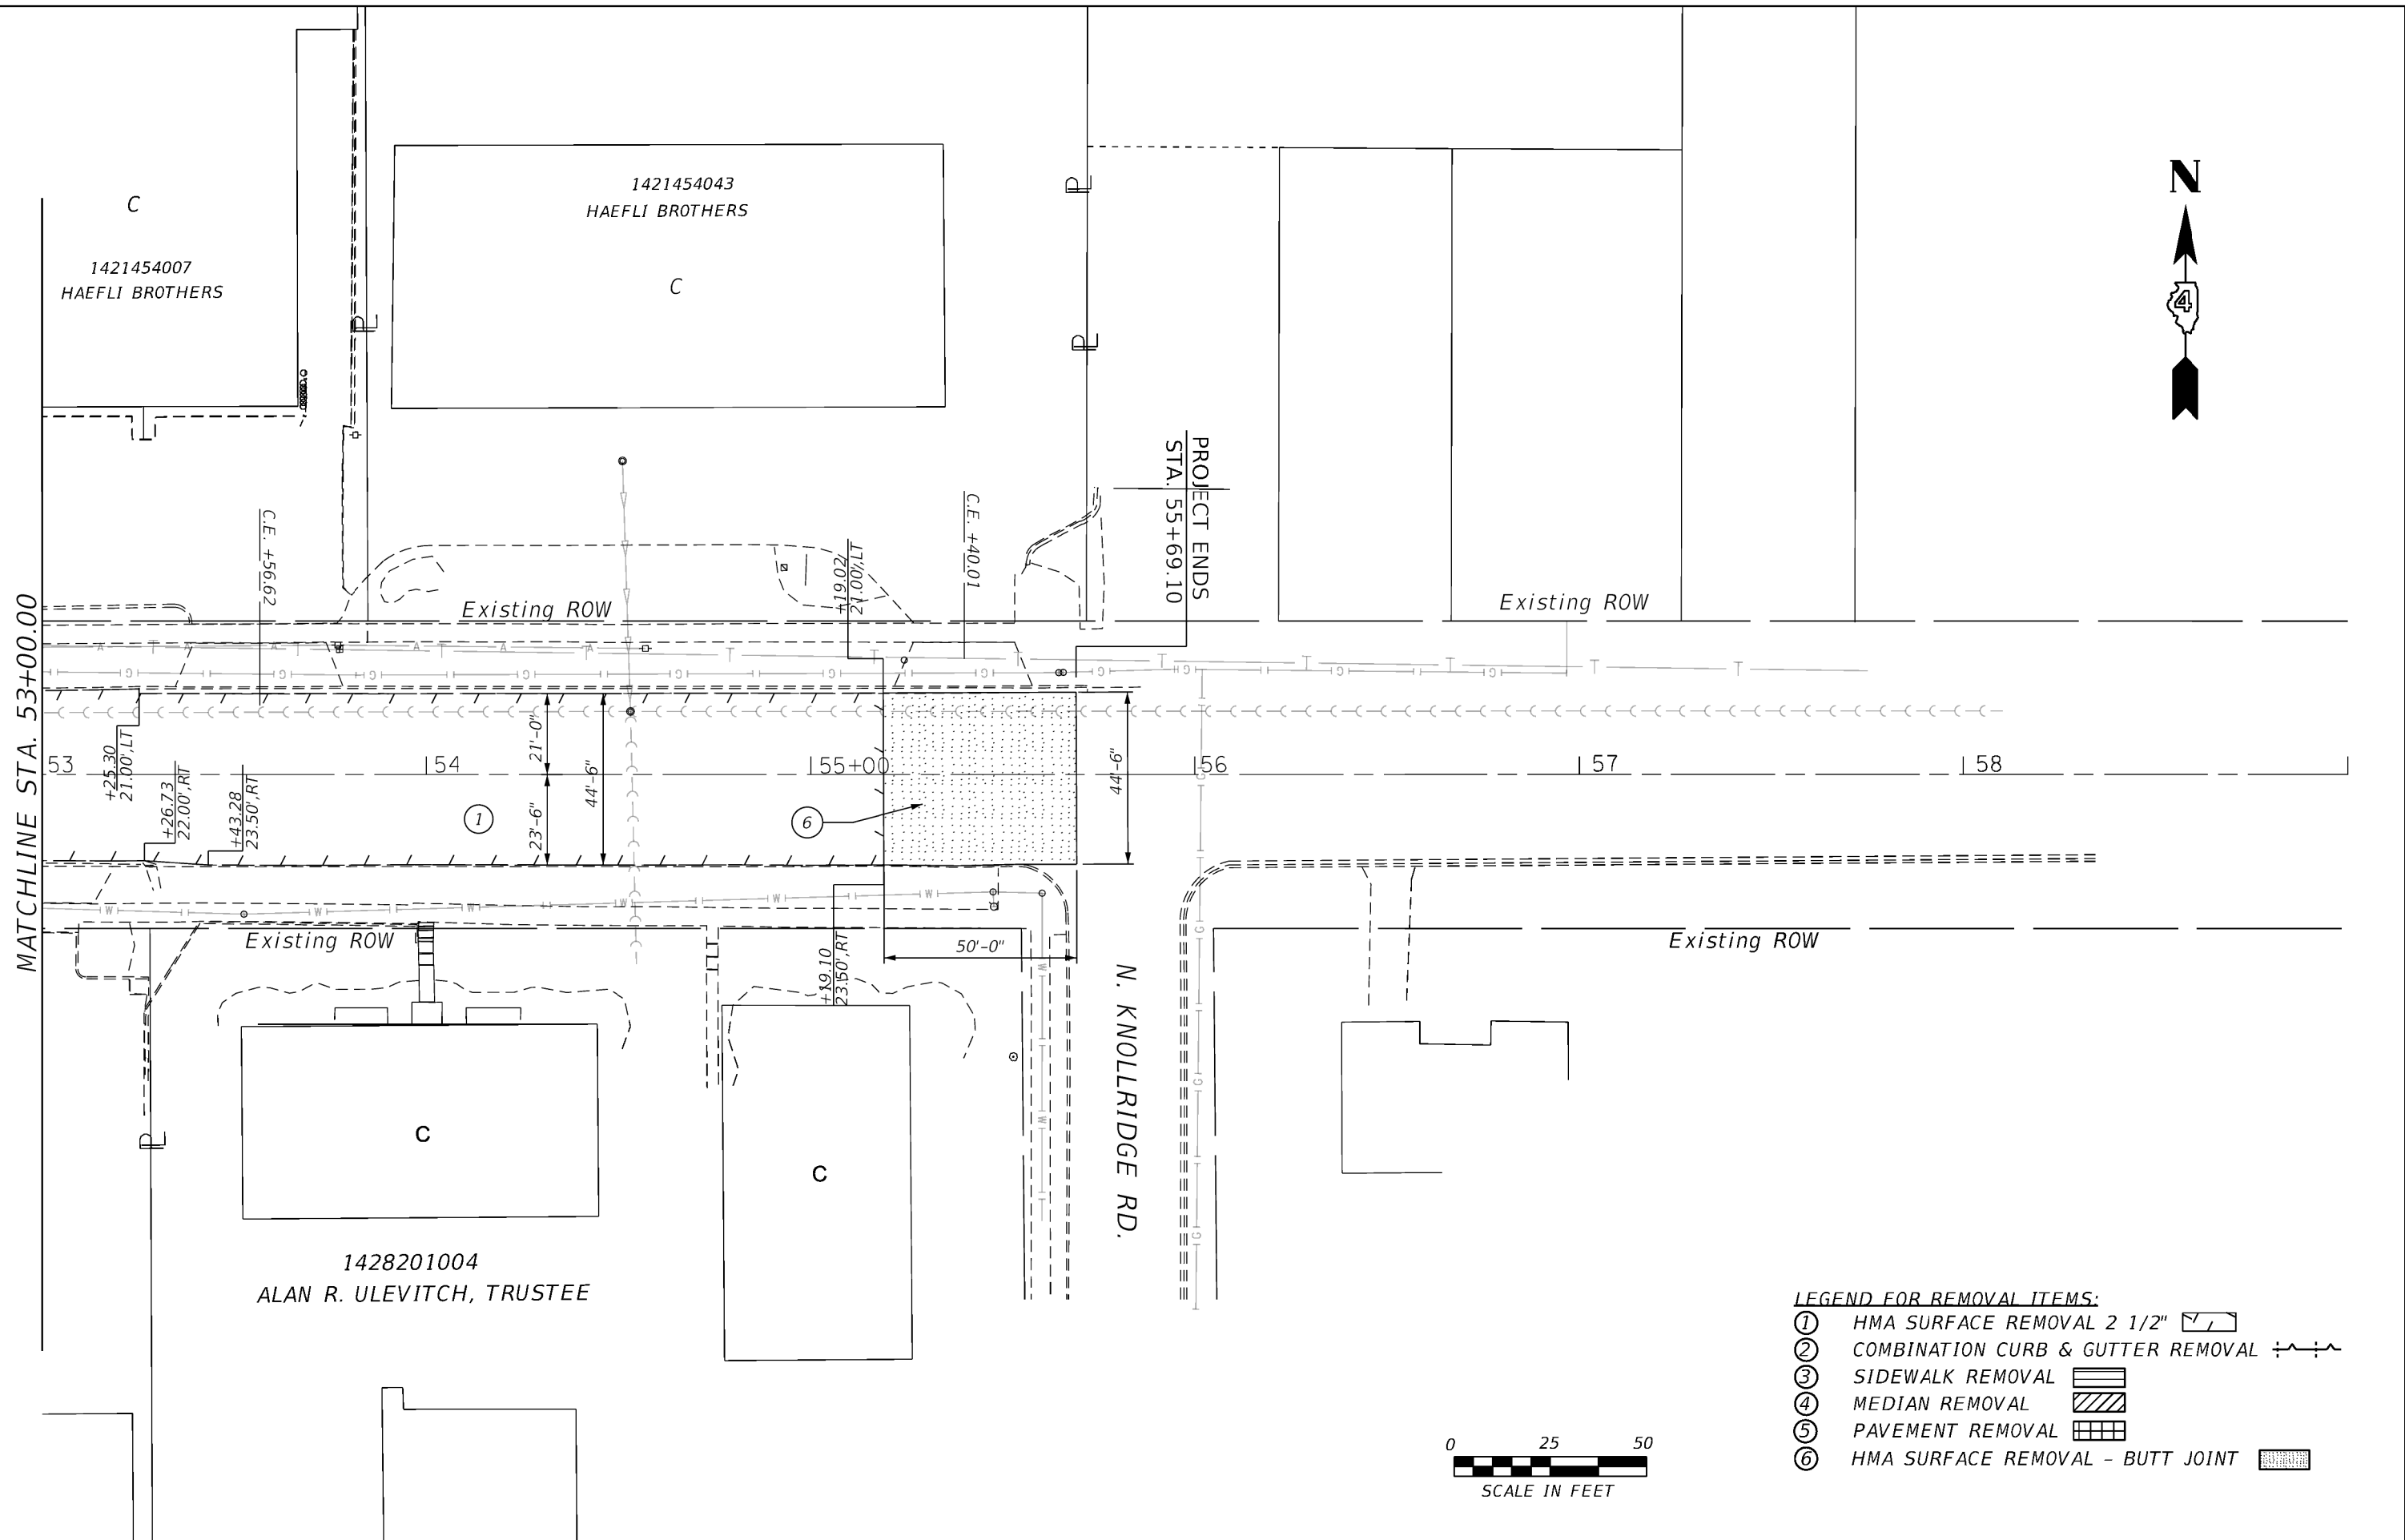 C
1421454007
HAEFLI BROTHERS
1421454043
HAEFLI BROTHERS
C
PL
PL
PL
N
4
PROJECT ENDS
STA. 55+69.10
C.E. +56.62
+19.02
21.00',LT
C.E. +40.01
Existing ROW
Existing ROW
MATCHLINE STA. 53+00.00
53
54
55+00
56
57
58
+25.30
21.00',LT
+26.73
22.00',RT
+43.28
23.50',RT
1
21'-0"
23'-6"
44'-6"
6
44'-6"
+19.10
23.50',RT
50'-0"
Existing ROW
Existing ROW
N. KNOLLRIDGE RD.
PL
C
C
1428201004
ALAN R. ULEVITCH, TRUSTEE
LEGEND FOR REMOVAL ITEMS:
1 HMA SURFACE REMOVAL 2 1/2"
2 COMBINATION CURB & GUTTER REMOVAL
3 SIDEWALK REMOVAL
4 MEDIAN REMOVAL
5 PAVEMENT REMOVAL
6 HMA SURFACE REMOVAL - BUTT JOINT
0 25 50
SCALE IN FEET